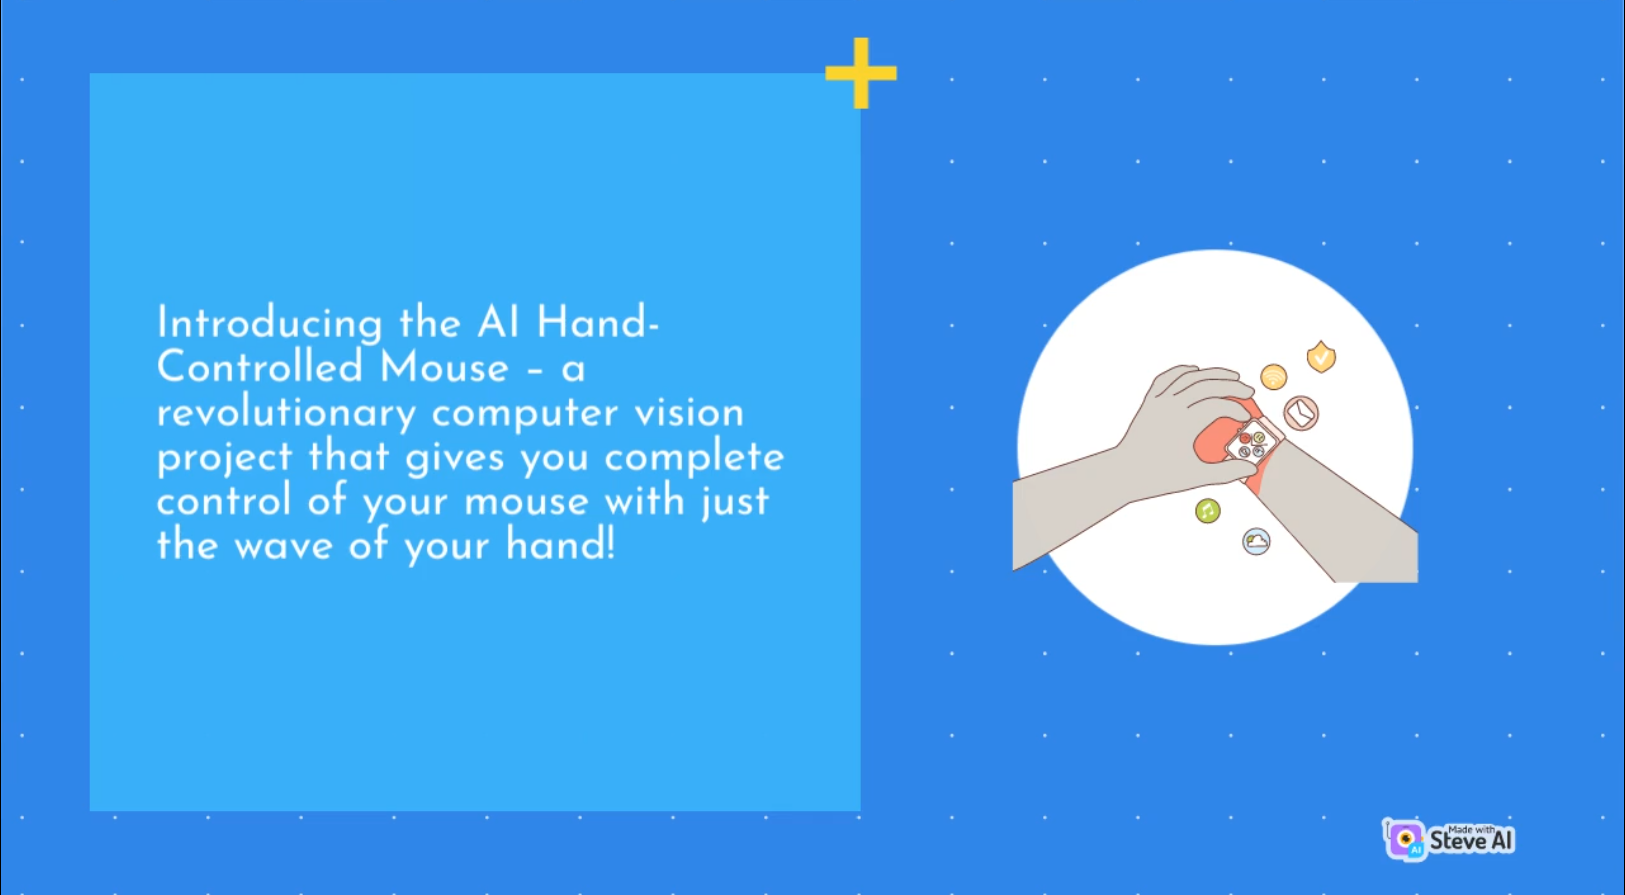 Introducing the AI Hand-
Controlled Mouse – a
revolutionary computer vision
project that gives you complete
control of your mouse with just
the wave of your hand!
Made with
Steve AI
AI